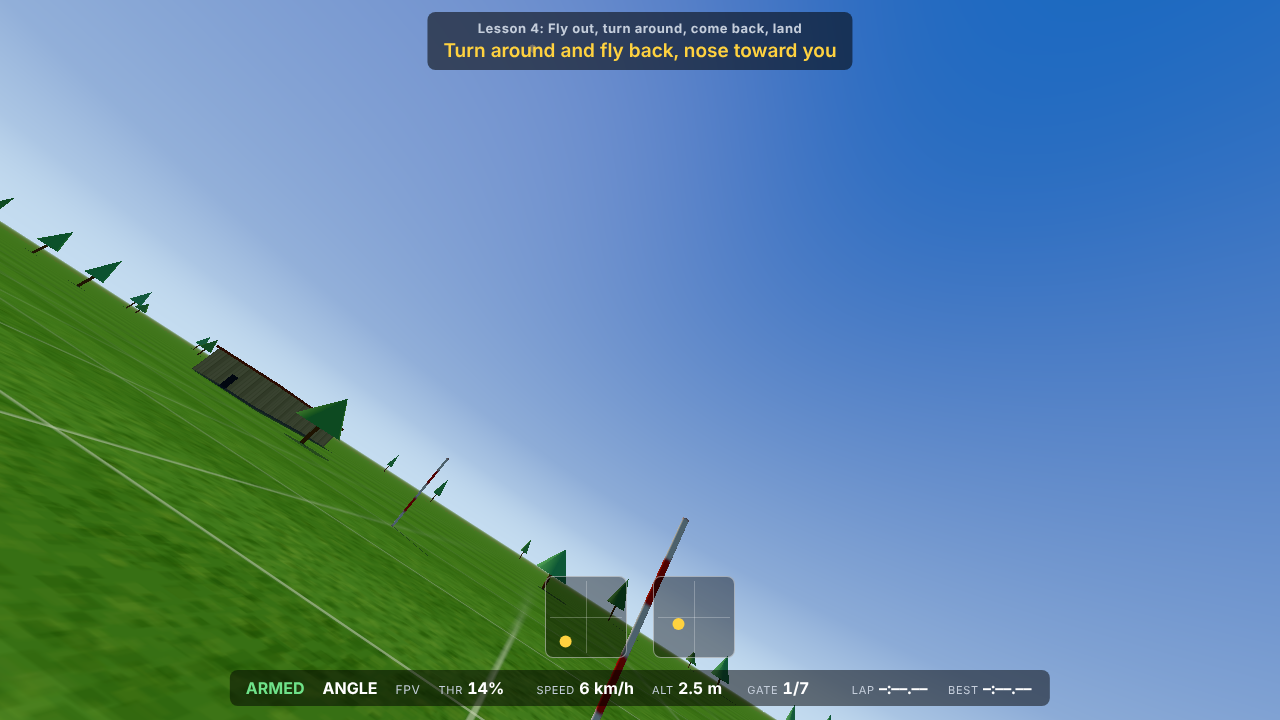 Lesson 4: Fly out, turn around, come back, land
Turn around and fly back, nose toward you
ARMED ANGLE FPV THR 14% SPEED 6 km/h ALT 2.5 m GATE 1/7 LAP –:––.–– BEST –:––.––